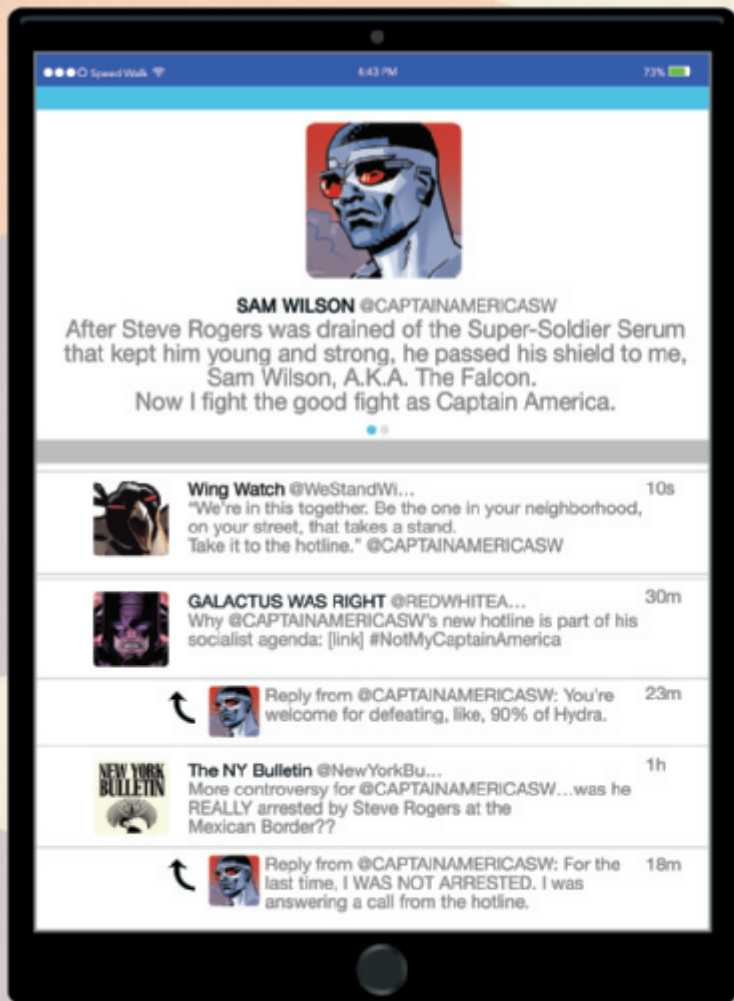 Speed Walk
4:43 PM
73%
SAM WILSON @CAPTAINAMERICASW
After Steve Rogers was drained of the Super-Soldier Serum
that kept him young and strong, he passed his shield to me,
Sam Wilson, A.K.A. The Falcon.
Now I fight the good fight as Captain America.
Wing Watch @WeStandWi...
10s
“We’re in this together. Be the one in your neighborhood,
on your street, that takes a stand.
Take it to the hotline.” @CAPTAINAMERICASW
GALACTUS WAS RIGHT @REDWHITEA...
30m
Why @CAPTAINAMERICASW’s new hotline is part of his
socialist agenda: [link] #NotMyCaptainAmerica
Reply from @CAPTAINAMERICASW: You’re
23m
welcome for defeating, like, 90% of Hydra.
NEW YORK
BULLETIN
The NY Bulletin @NewYorkBu...
1h
More controversy for @CAPTAINAMERICASW...was he
REALLY arrested by Steve Rogers at the
Mexican Border??
Reply from @CAPTAINAMERICASW: For the
18m
last time, I WAS NOT ARRESTED. I was
answering a call from the hotline.